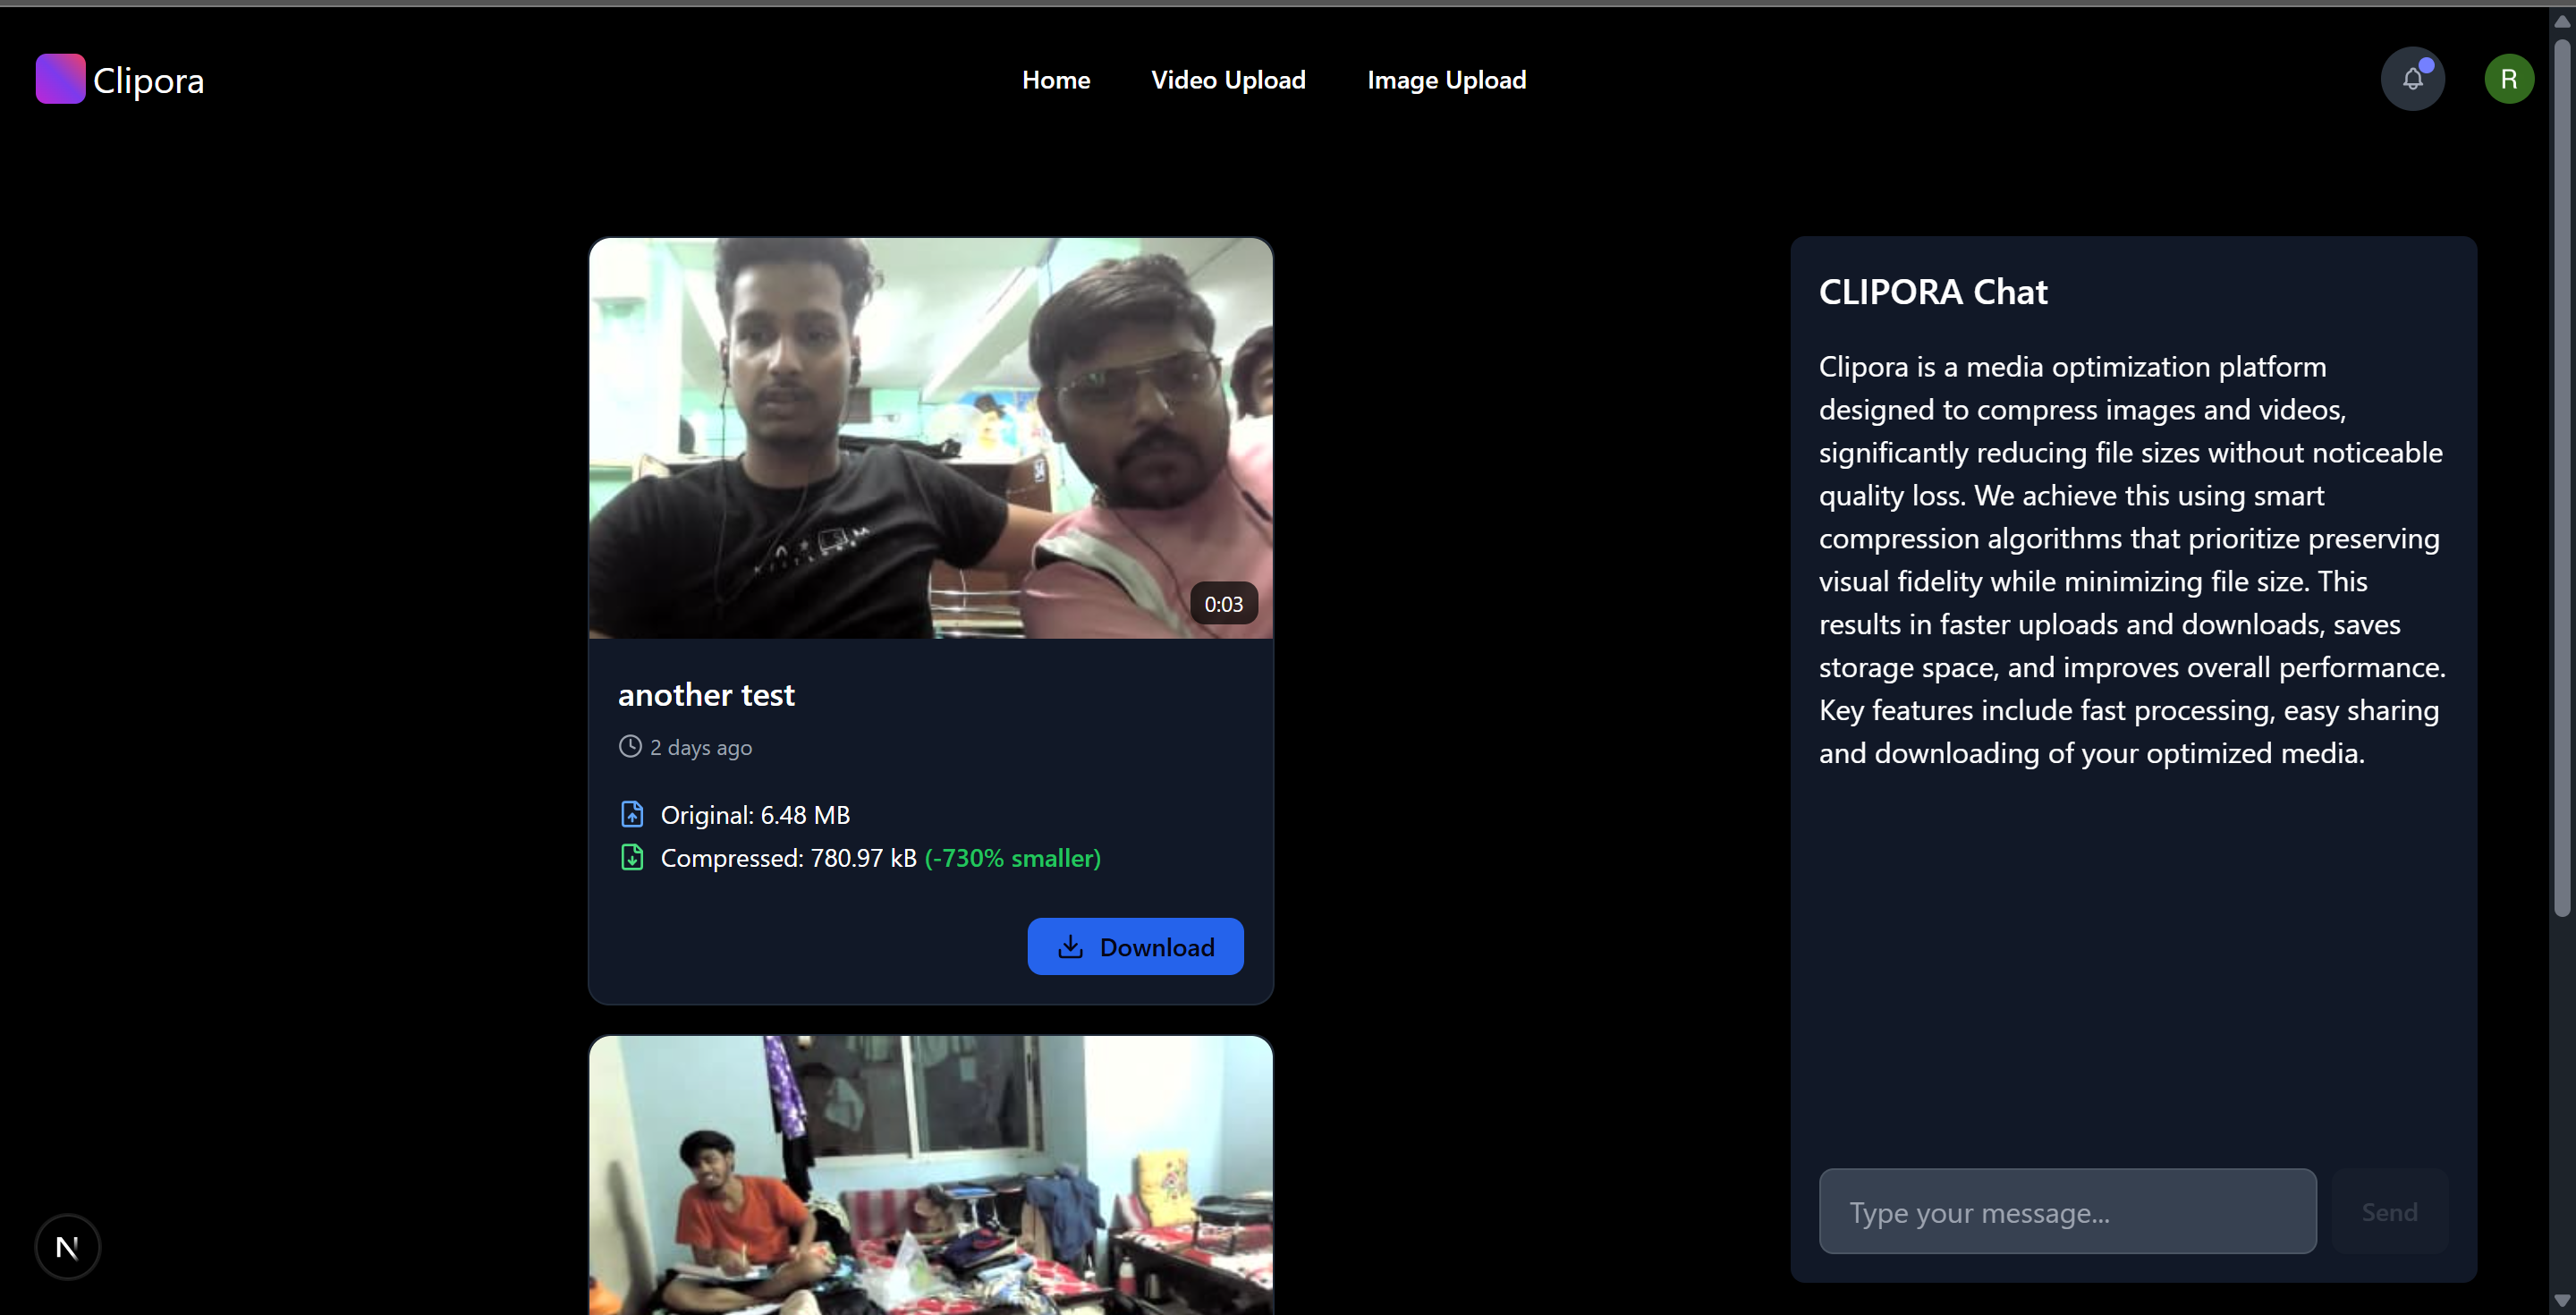 Clipora
Home
Video Upload
Image Upload
R
0:03
another test
2 days ago
Original: 6.48 MB
Compressed: 780.97 kB (-730% smaller)
Download
CLIPORA Chat
Clipora is a media optimization platform
designed to compress images and videos,
significantly reducing file sizes without noticeable
quality loss. We achieve this using smart
compression algorithms that prioritize preserving
visual fidelity while minimizing file size. This
results in faster uploads and downloads, saves
storage space, and improves overall performance.
Key features include fast processing, easy sharing
and downloading of your optimized media.
Type your message...
Send
N